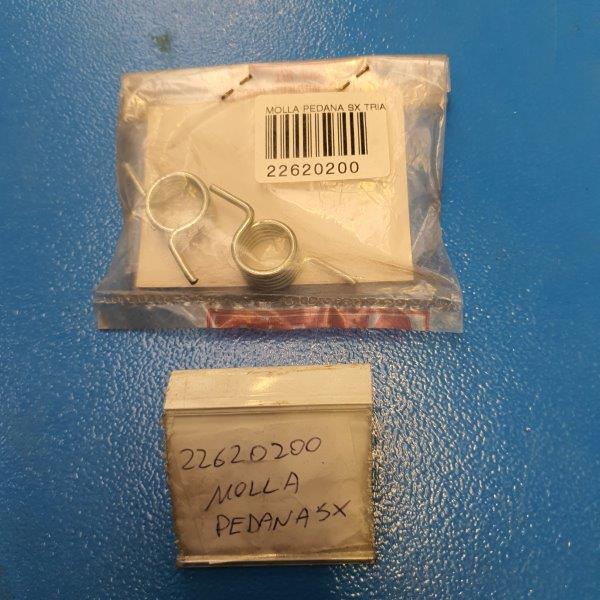 MOLLA PEDANA SX TRIA
22620200
22620200
MOLLA
PEDANA SX